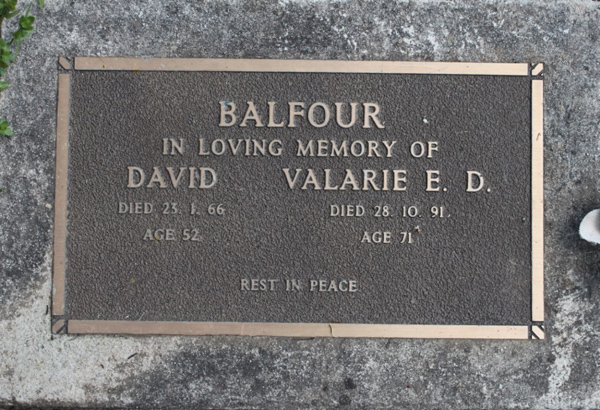 BALFOUR
IN LOVING MEMORY OF
DAVID VALARIE E. D.
DIED 23. 1. 66 DIED 28. 10. 91.
AGE 52 AGE 71
REST IN PEACE